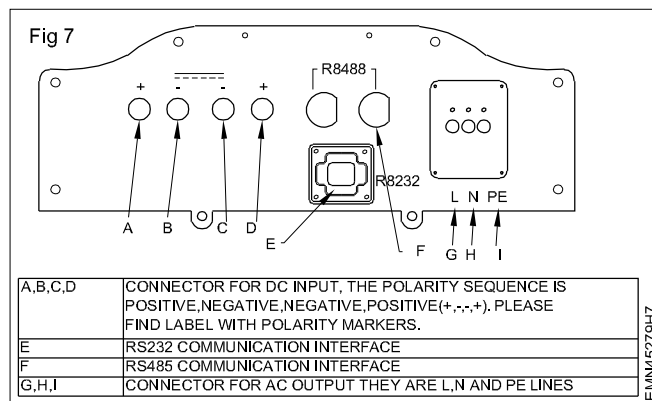 Fig 7
R8488
+ - - +
R8232
L N PE
A B C D E F G H I
A,B,C,D CONNECTOR FOR DC INPUT, THE POLARITY SEQUENCE IS
POSITIVE,NEGATIVE,NEGATIVE,POSITIVE(+,-,-,+). PLEASE
FIND LABEL WITH POLARITY MARKERS.
E RS232 COMMUNICATION INTERFACE
F RS485 COMMUNICATION INTERFACE
G,H,I CONNECTOR FOR AC OUTPUT THEY ARE L,N AND PE LINES
EMN45279H7